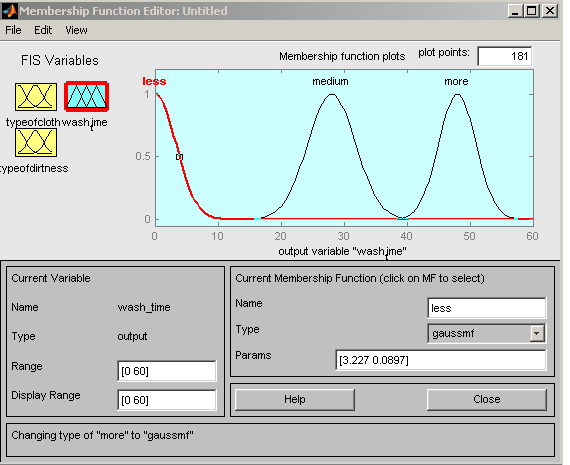 Membership Function Editor: Untitled
File Edit View
FIS Variables
Membership function plots plot points: 181
typeofcloth
wash_time
typeofdirtness
less medium more
1
0.5
0
0 10 20 30 40 50 60
output variable "wash_time"
Current Variable
Name wash_time
Type output
Range [0 60]
Display Range [0 60]
Current Membership Function (click on MF to select)
Name less
Type gaussmf
Params [3.227 0.0897]
Help Close
Changing type of "more" to "gaussmf"